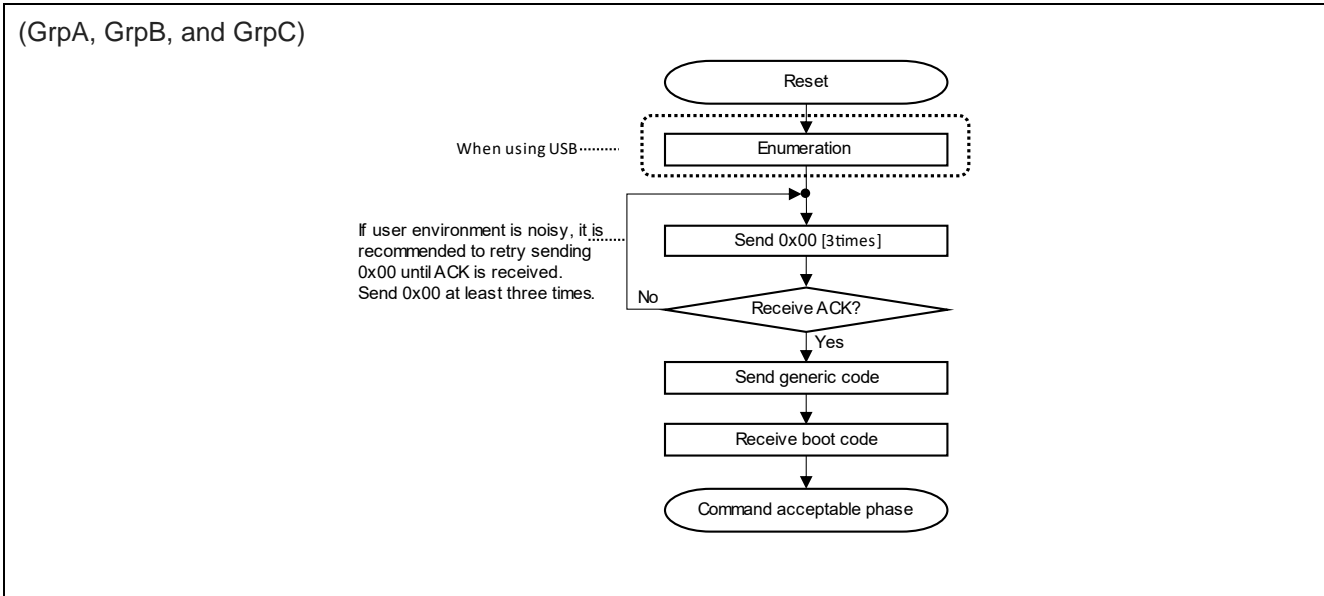 (GrpA, GrpB, and GrpC)
Reset
When using USB
Enumeration
If user environment is noisy, it is
recommended to retry sending
0x00 until ACK is received.
Send 0x00 at least three times.
Send 0x00 [3times]
No
Receive ACK?
Yes
Send generic code
Receive boot code
Command acceptable phase